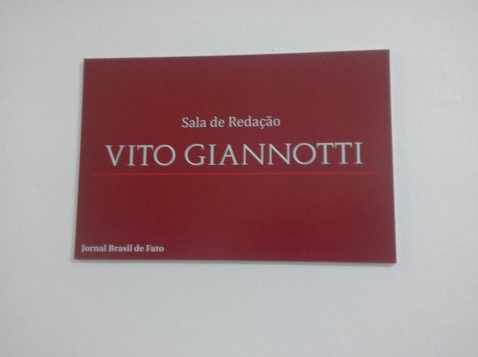 Sala de Redação
VITO GIANNOTTI
Jornal Brasil de Fato